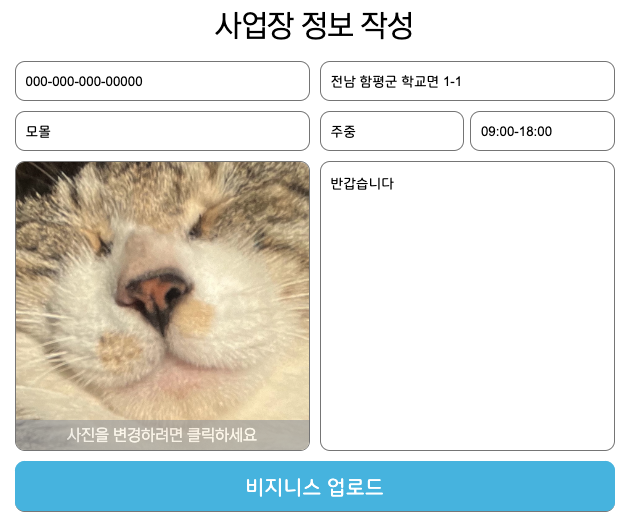 사업장 정보 작성
000-000-000-00000
전남 함평군 학교면 1-1
모몰
주중
09:00-18:00
반갑습니다
사진을 변경하려면 클릭하세요
비지니스 업로드